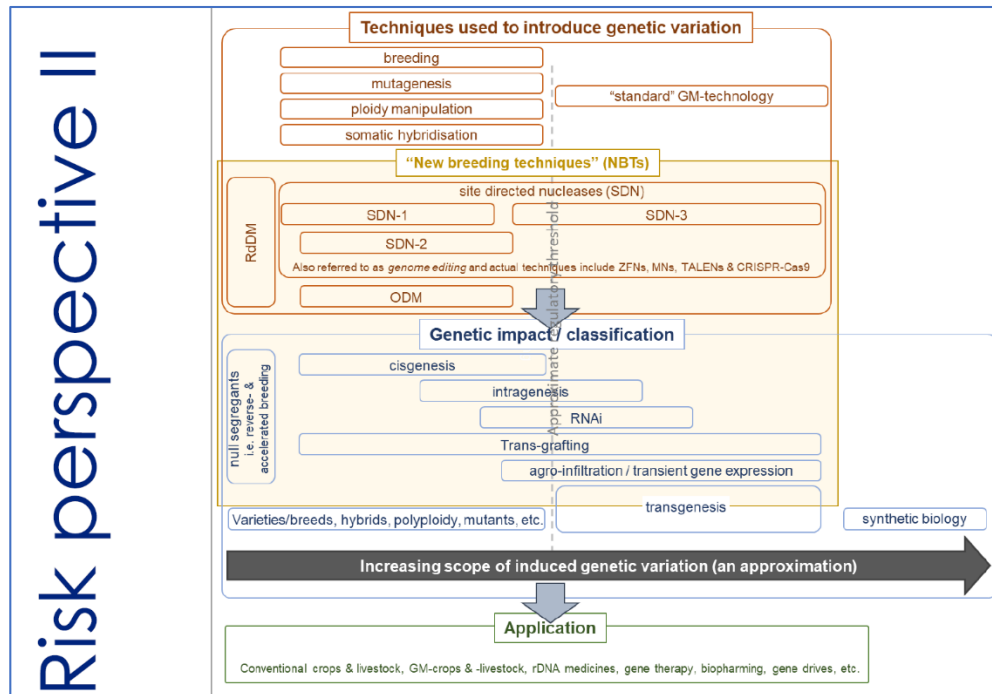 Risk perspective II
Techniques used to introduce genetic variation
breeding
mutagenesis
ploidy manipulation
somatic hybridisation
"standard" GM-technology
"New breeding techniques" (NBTs)
RdDM
site directed nucleases (SDN)
SDN-1
SDN-3
SDN-2
Also referred to as genome editing and actual techniques include ZFNs, MNs, TALENs & CRISPR-Cas9
ODM
Approximate regulatory threshold
Genetic impact / classification
null segregants
i.e. reverse- &
accelerated breeding
cisgenesis
intragenesis
RNAi
Trans-grafting
agro-infiltration / transient gene expression
transgenesis
Varieties/breeds, hybrids, polyploidy, mutants, etc.
synthetic biology
Increasing scope of induced genetic variation (an approximation)
Application
Conventional crops & livestock, GM-crops & -livestock, rDNA medicines, gene therapy, biopharming, gene drives, etc.